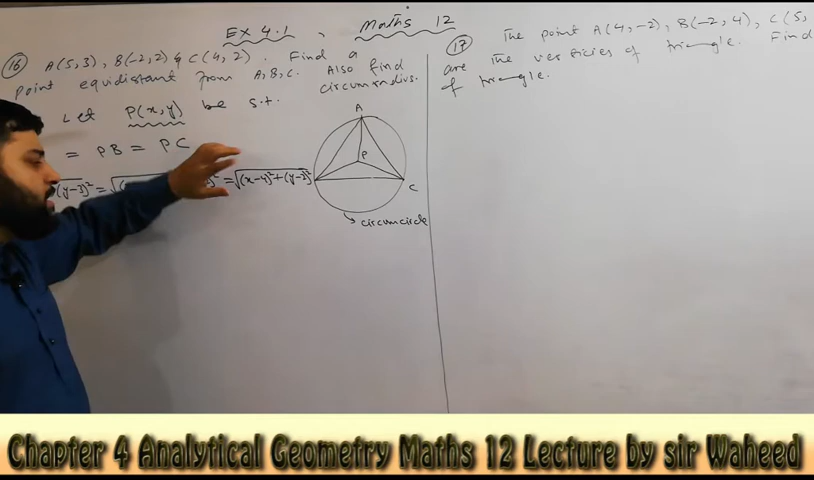 EX 4.1 , Maths 12
(16) A(5,3), B(-2,2) & C(4,2). Find a
point equidistant from A, B, C. Also find
circumradius.
Let P(x,y) be s.t.
= PB = PC
(y-3)² = √( )² = √(x-4)²+(y-2)²
A
P
C
circumcircle
(17) The point A(4,-2), B(-2,4), C(5,
are the verticies of triangle. Find
of triangle.
Chapter 4 Analytical Geometry Maths 12 Lecture by sir Waheed